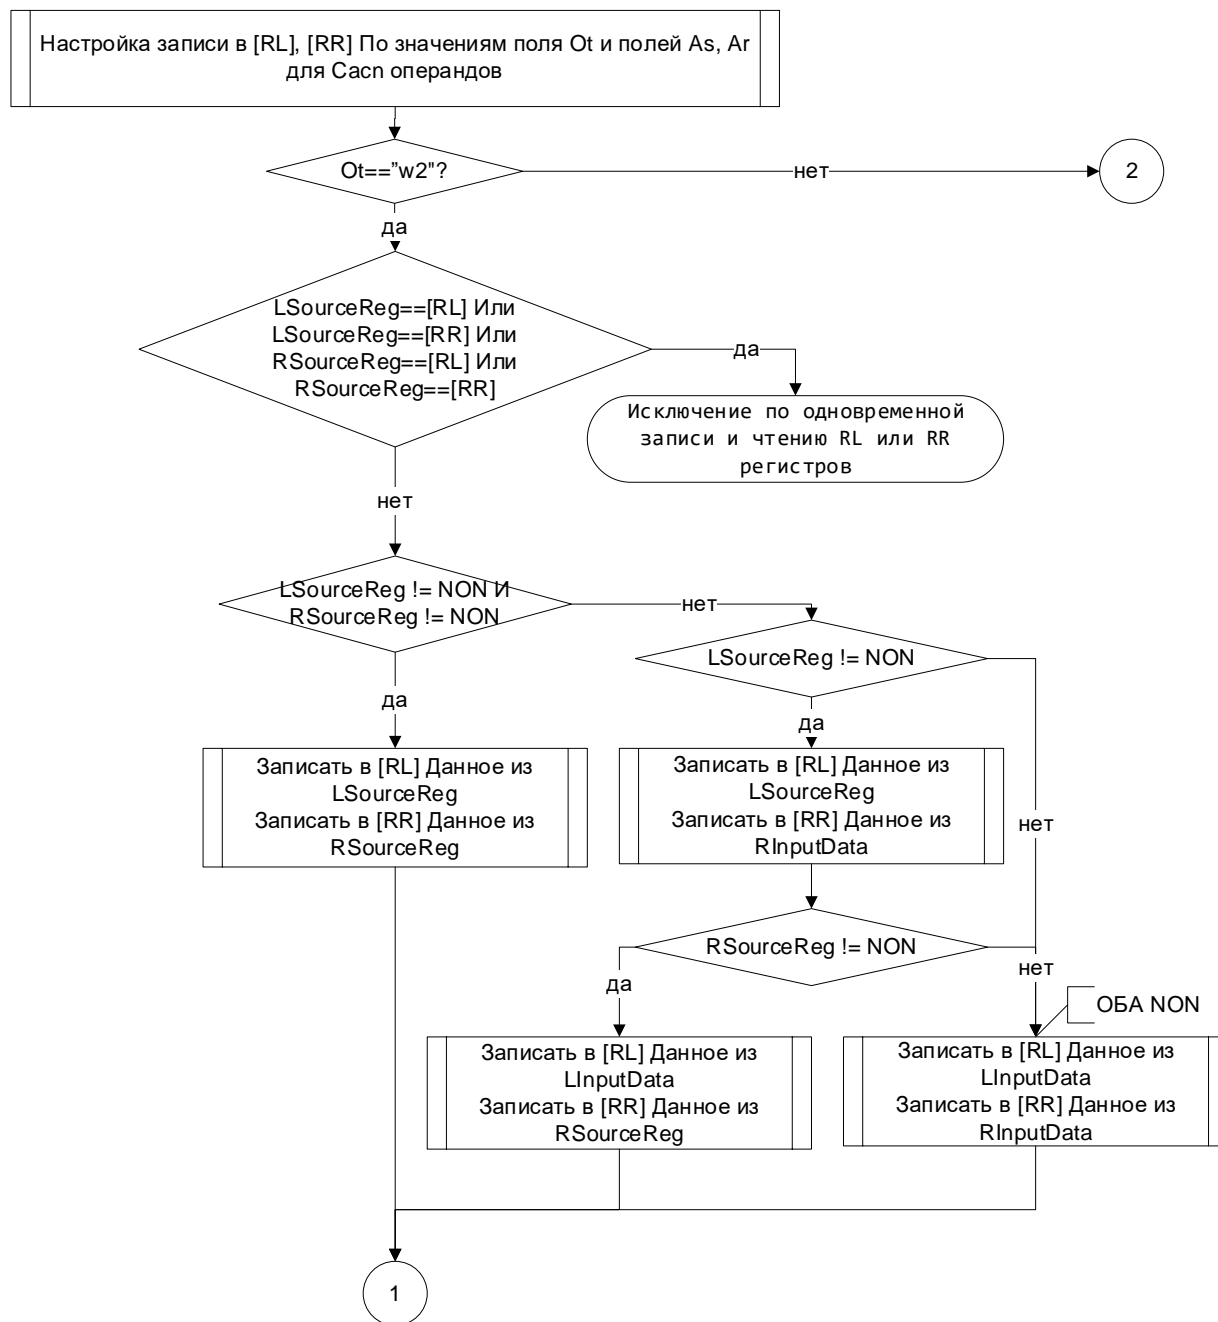 Настройка записи в [RL], [RR] По значениям поля Ot и полей As, Ar
для Cacn операндов
Ot==”w2"?
нет
2
да
LSourceReg==[RL] Или
LSourceReg==[RR] Или
RSourceReg==[RL] Или
RSourceReg==[RR]
да
Исключение по одновременной
записи и чтению RL или RR
регистров
нет
LSourceReg != NON И
RSourceReg != NON
нет
LSourceReg != NON
да
да
Записать в [RL] Данное из
LSourceReg
Записать в [RR] Данное из
RSourceReg
Записать в [RL] Данное из
LSourceReg
Записать в [RR] Данное из
RInputData
нет
RSourceReg != NON
да
нет
ОБА NON
Записать в [RL] Данное из
LInputData
Записать в [RR] Данное из
RSourceReg
Записать в [RL] Данное из
LInputData
Записать в [RR] Данное из
RInputData
1